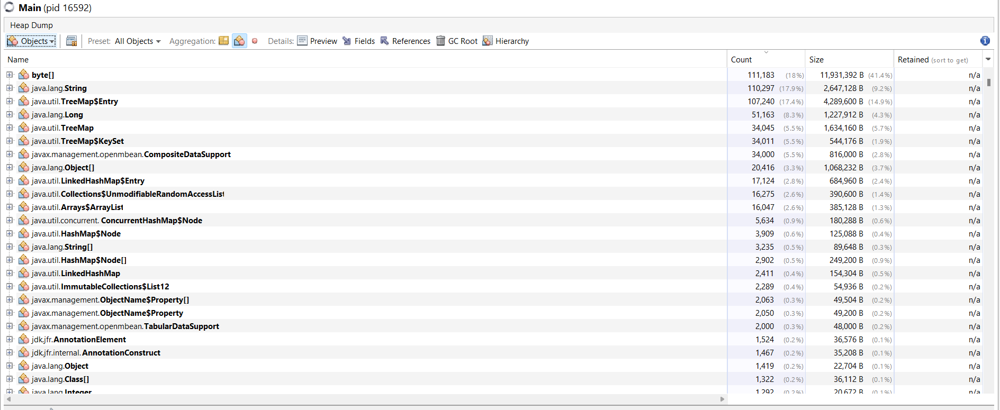 Main (pid 16592)
Heap Dump
Objects Preset: All Objects Aggregation: Details: Preview Fields References GC Root Hierarchy
Name Count Size Retained (sort to get)
byte[] 111,183 (18%) 11,931,392 B (41.4%) n/a
java.lang.String 110,297 (17.9%) 2,647,128 B (9.2%) n/a
java.util.TreeMap$Entry 107,240 (17.4%) 4,289,600 B (14.9%) n/a
java.lang.Long 51,163 (8.3%) 1,227,912 B (4.3%) n/a
java.util.TreeMap 34,045 (5.5%) 1,634,160 B (5.7%) n/a
java.util.TreeMap$KeySet 34,011 (5.5%) 544,176 B (1.9%) n/a
javax.management.openmbean.CompositeDataSupport 34,000 (5.5%) 816,000 B (2.8%) n/a
java.lang.Object[] 20,416 (3.3%) 1,068,232 B (3.7%) n/a
java.util.LinkedHashMap$Entry 17,124 (2.8%) 684,960 B (2.4%) n/a
java.util.Collections$UnmodifiableRandomAccessList 16,275 (2.6%) 390,600 B (1.4%) n/a
java.util.Arrays$ArrayList 16,047 (2.6%) 385,128 B (1.3%) n/a
java.util.concurrent.ConcurrentHashMap$Node 5,634 (0.9%) 180,288 B (0.6%) n/a
java.util.HashMap$Node 3,909 (0.6%) 125,088 B (0.4%) n/a
java.lang.String[] 3,235 (0.5%) 89,648 B (0.3%) n/a
java.util.HashMap$Node[] 2,902 (0.5%) 249,200 B (0.9%) n/a
java.util.LinkedHashMap 2,411 (0.4%) 154,304 B (0.5%) n/a
java.util.ImmutableCollections$List12 2,289 (0.4%) 54,936 B (0.2%) n/a
javax.management.ObjectName$Property[] 2,063 (0.3%) 49,504 B (0.2%) n/a
javax.management.ObjectName$Property 2,050 (0.3%) 49,200 B (0.2%) n/a
javax.management.openmbean.TabularDataSupport 2,000 (0.3%) 48,000 B (0.2%) n/a
jdk.jfr.AnnotationElement 1,524 (0.2%) 36,576 B (0.1%) n/a
jdk.jfr.internal.AnnotationConstruct 1,467 (0.2%) 35,208 B (0.1%) n/a
java.lang.Object 1,419 (0.2%) 22,704 B (0.1%) n/a
java.lang.Class[] 1,322 (0.2%) 36,112 B (0.1%) n/a
java.lang.Integer 1,292 (0.2%) 20,672 B (0.1%) n/a